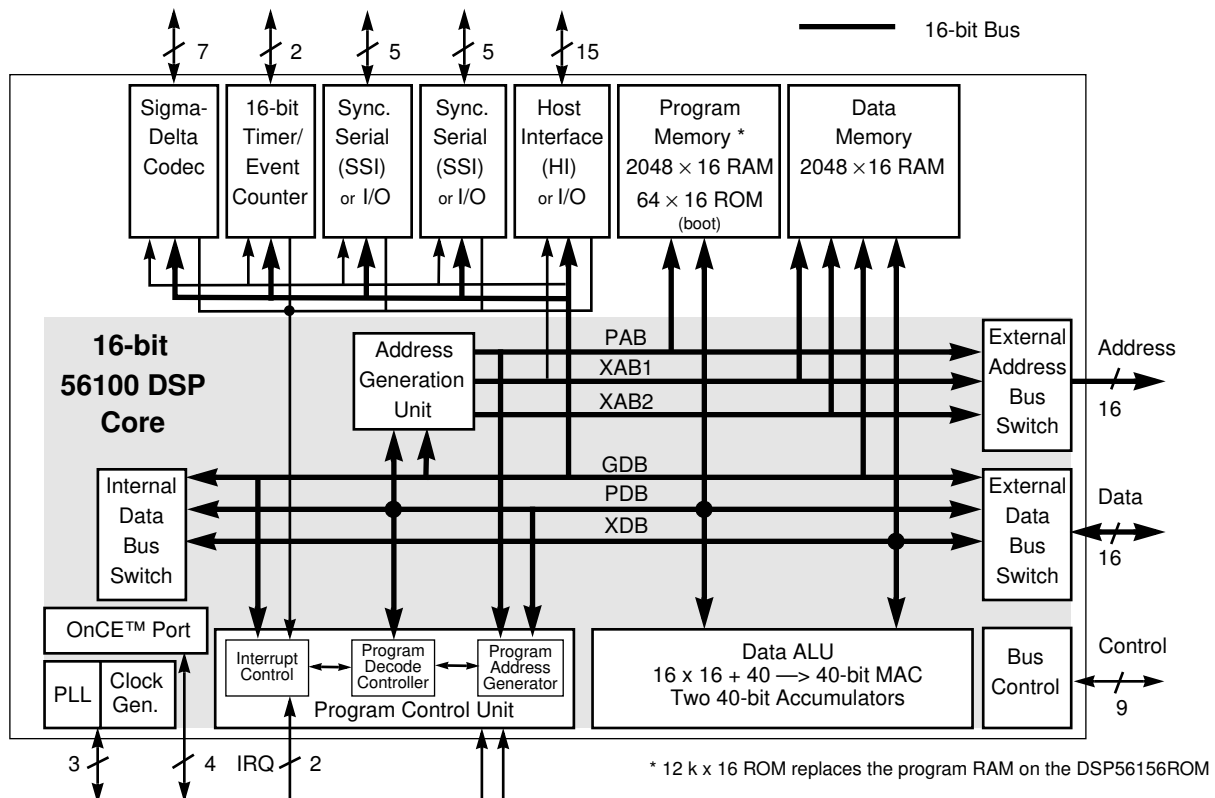 16-bit Bus
7
2
5
5
15
Sigma-
Delta
Codec
16-bit
Timer/
Event
Counter
Sync.
Serial
(SSI)
or I/O
Sync.
Serial
(SSI)
or I/O
Host
Interface
(HI)
or I/O
Program
Memory *
2048 × 16 RAM
64 × 16 ROM
(boot)
Data
Memory
2048 ×16 RAM
16-bit
56100 DSP
Core
Address
Generation
Unit
PAB
XAB1
XAB2
External
Address
Bus
Switch
Address
16
Internal
Data
Bus
Switch
GDB
PDB
XDB
External
Data
Bus
Switch
Data
16
OnCE™ Port
PLL
Clock
Gen.
Interrupt
Control
Program
Decode
Controller
Program
Address
Generator
Program Control Unit
Data ALU
16 x 16 + 40 —> 40-bit MAC
Two 40-bit Accumulators
Bus
Control
Control
9
3
4
IRQ
2
* 12 k x 16 ROM replaces the program RAM on the DSP56156ROM